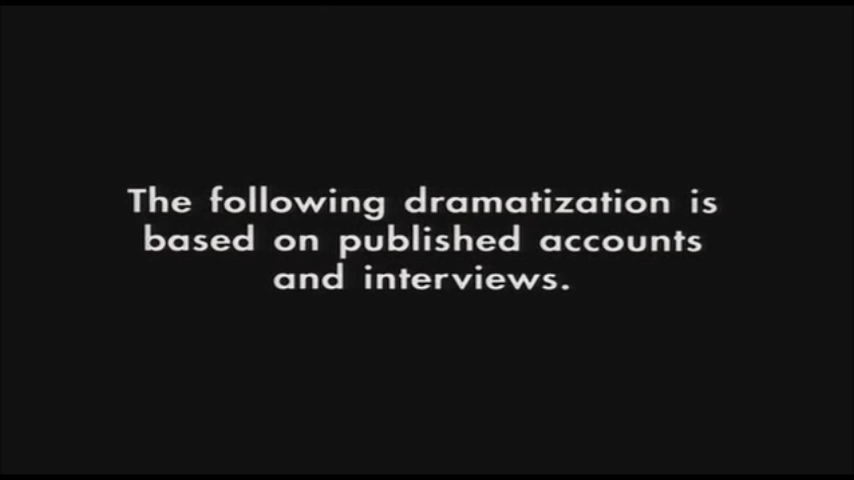 The following dramatization is
based on published accounts
and interviews.